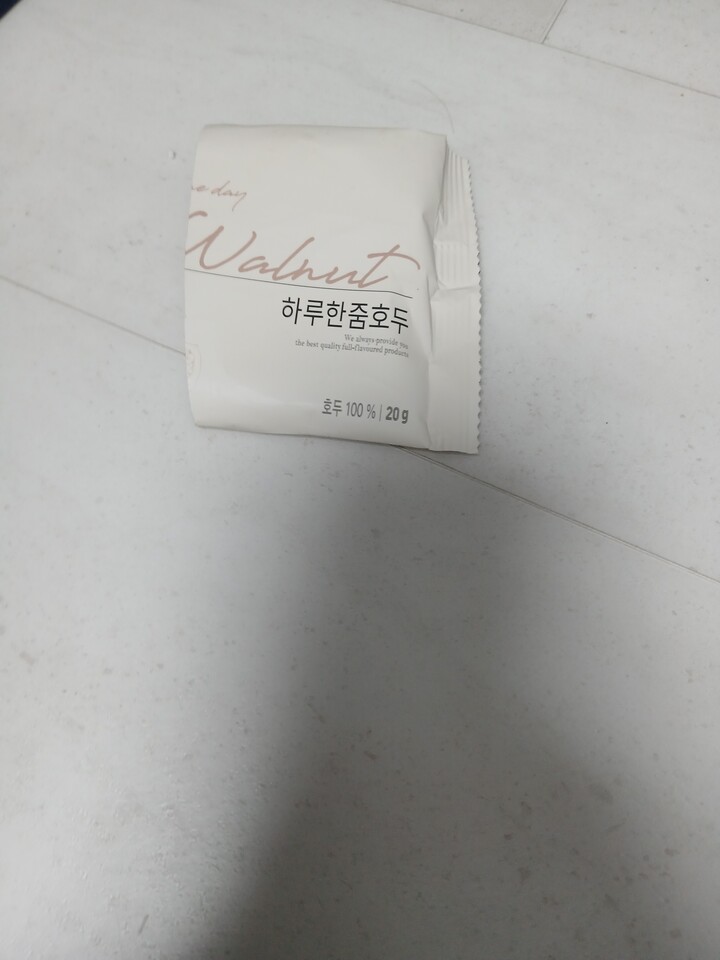 day
Walnut
하루한줌호두
We always provide
the best quality full-flavoured products
호두 100 % | 20 g